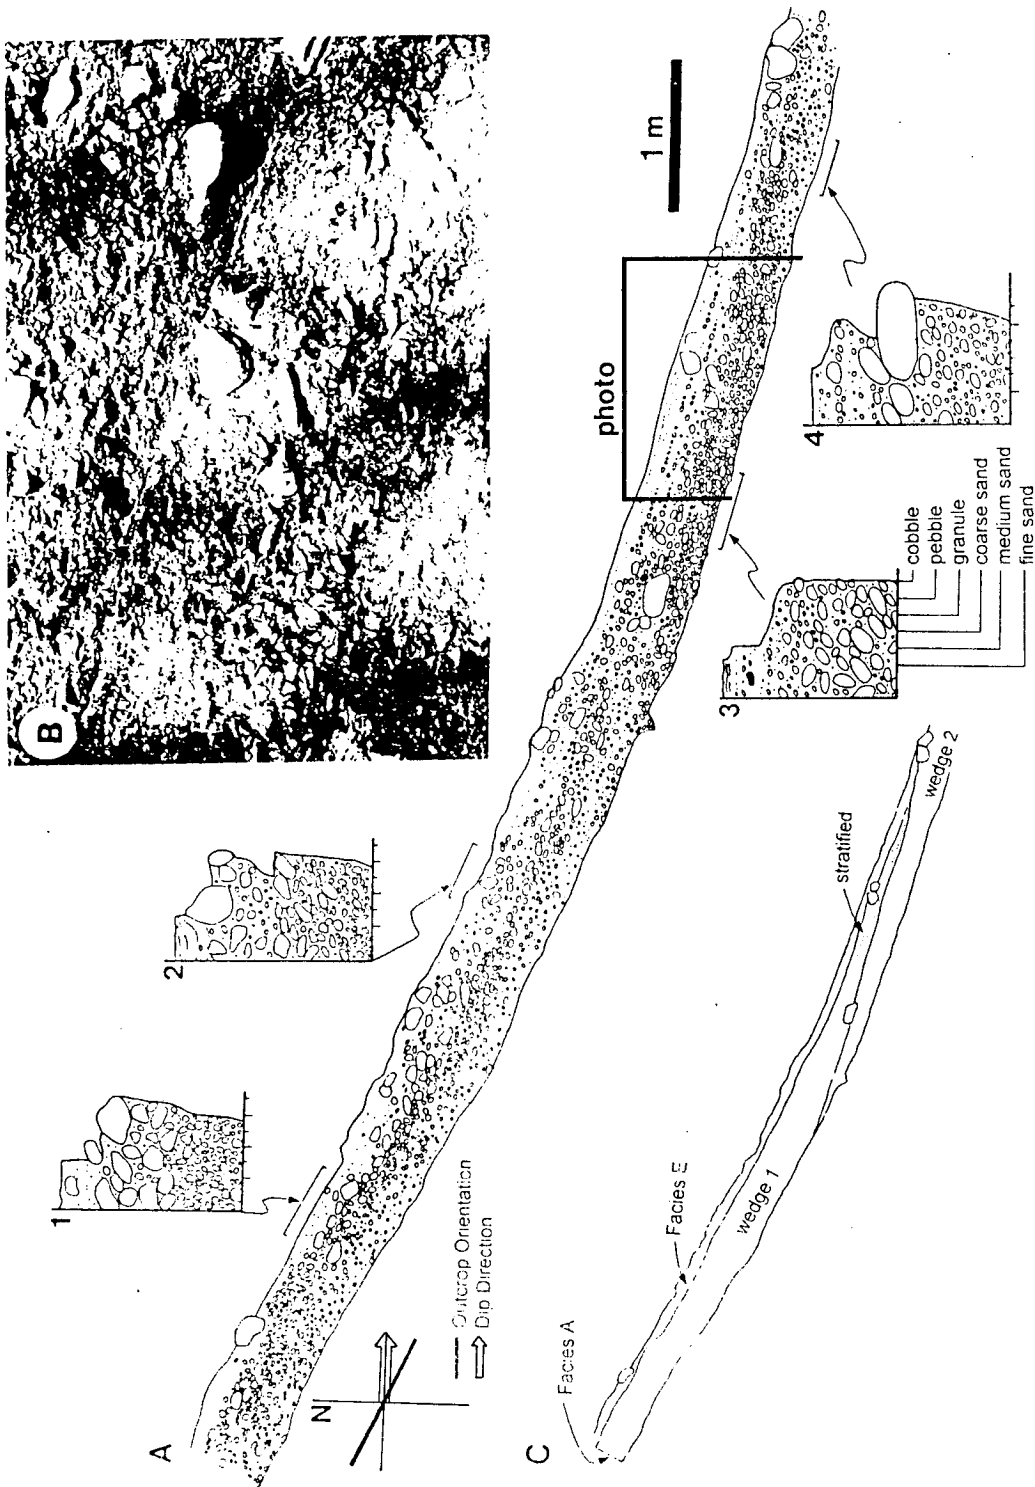 A
B
1
2
3
4
N
Outcrop Orientation
Dip Direction
photo
1 m
cobble
pebble
granule
coarse sand
medium sand
fine sand
C
Facies A
Facies E
wedge 1
stratified
wedge 2